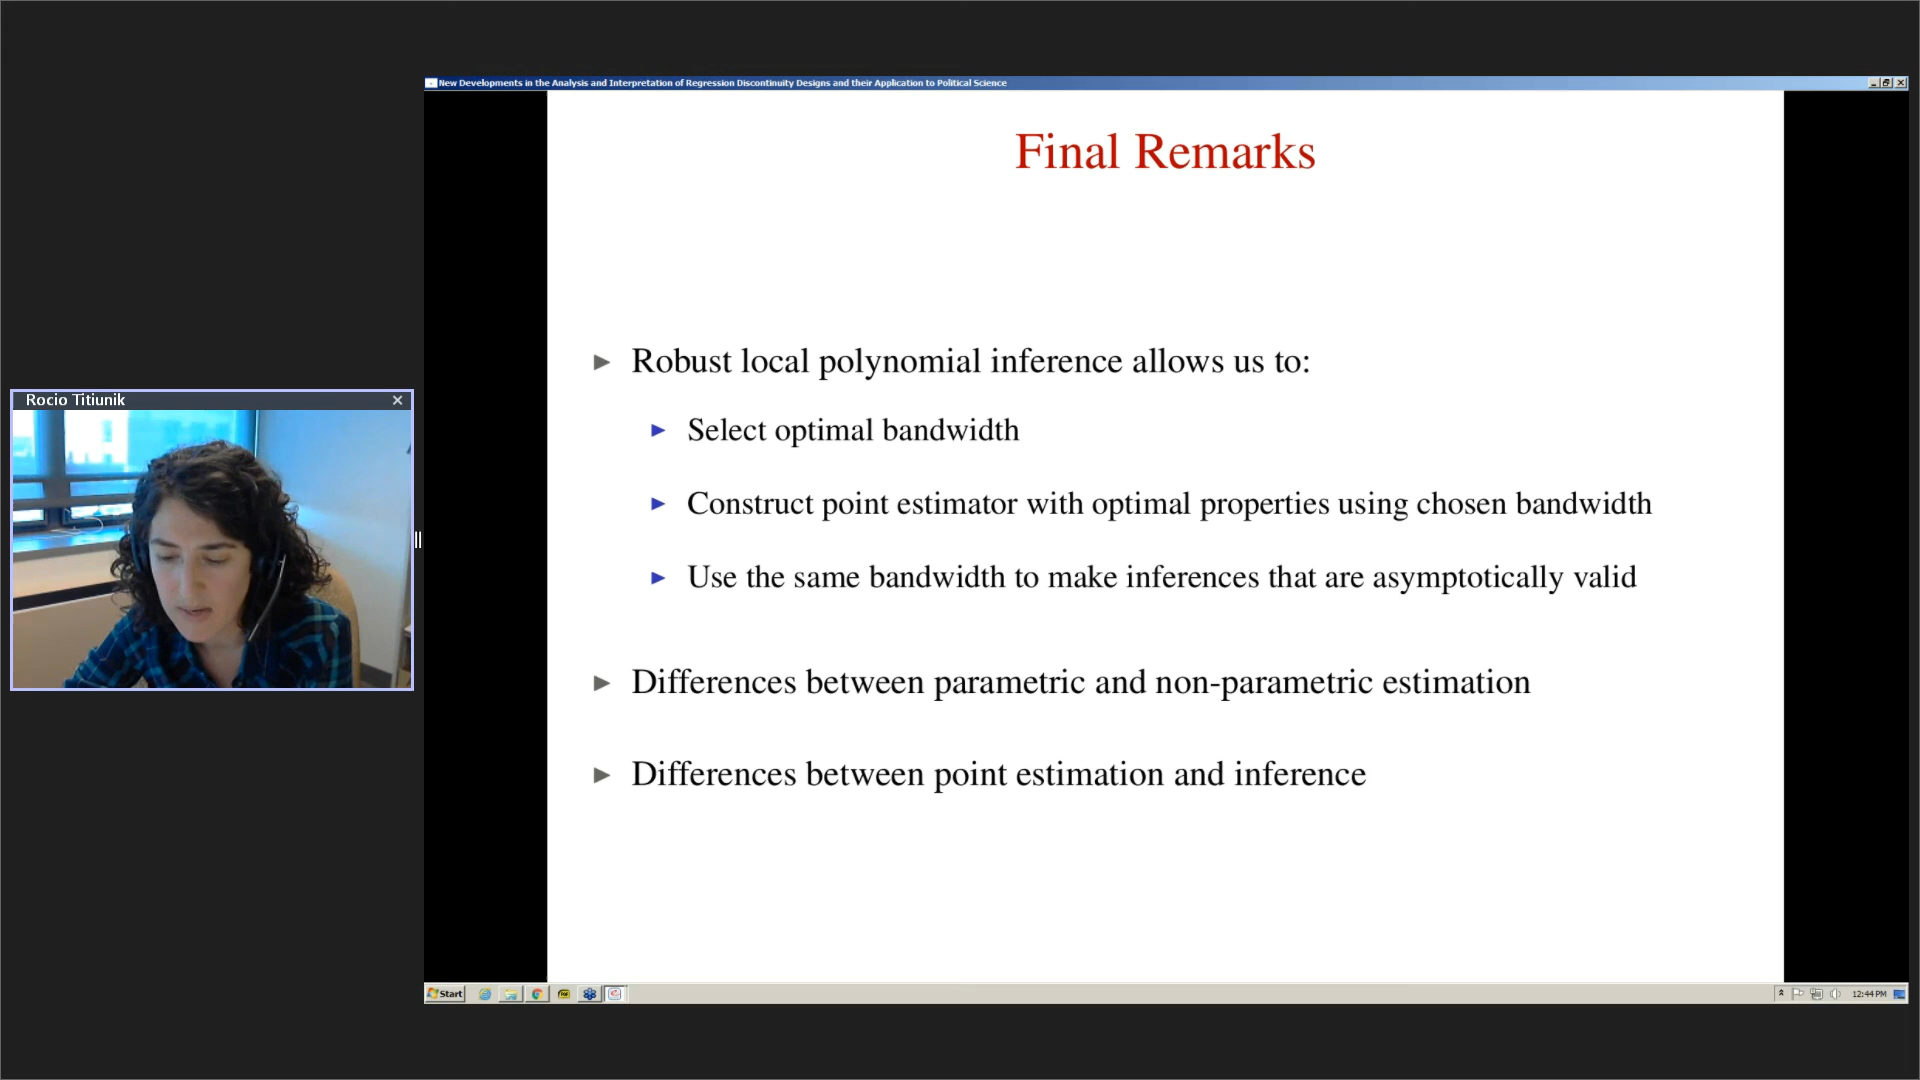 New Developments in the Analysis and Interpretation of Regression Discontinuity Designs and their Application to Political Science
Final Remarks
Robust local polynomial inference allows us to:
Rocio Titiunik
Select optimal bandwidth
Construct point estimator with optimal properties using chosen bandwidth
Use the same bandwidth to make inferences that are asymptotically valid
Differences between parametric and non-parametric estimation
Differences between point estimation and inference
Start
12:44 PM